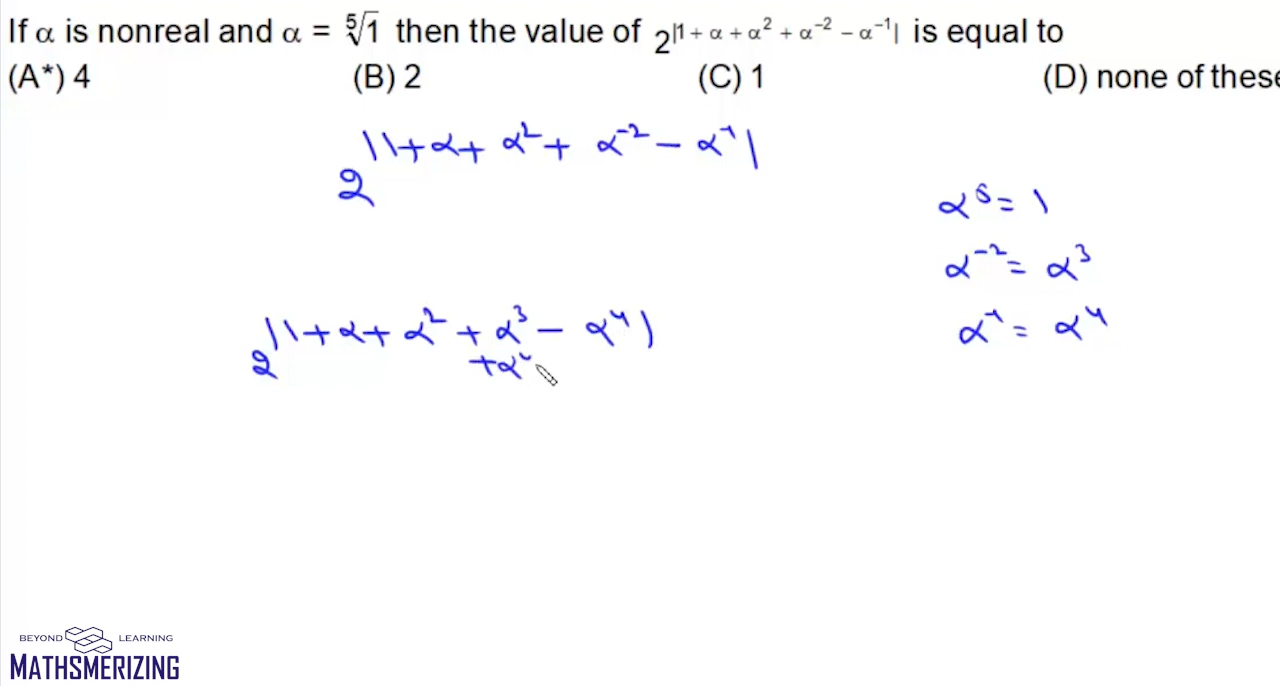 If α is nonreal and α = ⁵√1 then the value of 2^|1 + α + α² + α⁻² − α⁻¹| is equal to
(A*) 4 (B) 2 (C) 1 (D) none of these
2^|1 + α + α² + α⁻² − α⁻¹|
α⁵ = 1
α⁻² = α³
2^|1 + α + α² + α³ − α⁴|
α⁻¹ = α⁴
+α⁴
BEYOND LEARNING
MATHSMERIZING